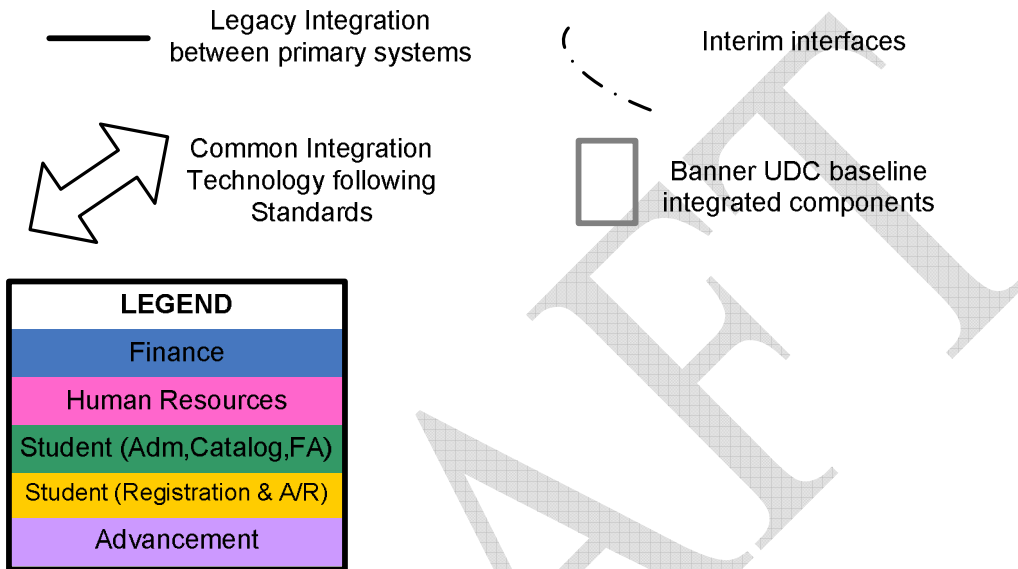 Legacy Integration
between primary systems
Interim interfaces
Common Integration
Technology following
Standards
Banner UDC baseline
integrated components
LEGEND
Finance
Human Resources
Student (Adm,Catalog,FA)
Student (Registration & A/R)
Advancement
AFT